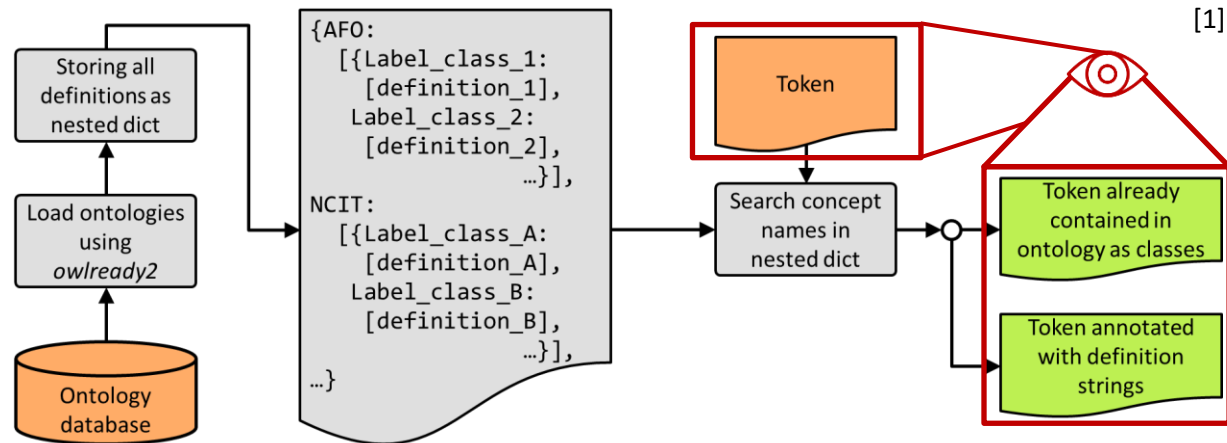 [1]
Storing all
definitions as
nested dict
Load ontologies
using
owlready2
Ontology
database
{AFO:
[{Label_class_1:
[definition_1],
Label_class_2:
[definition_2],
…}],
NCIT:
[{Label_class_A:
[definition_A],
Label_class_B:
[definition_B],
…}],
…}
Token
Search concept
names in
nested dict
Token already
contained in
ontology as classes
Token annotated
with definition
strings